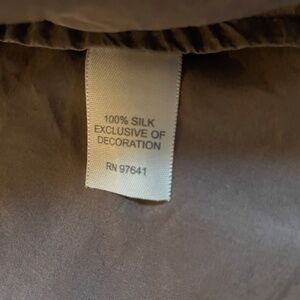 100% SILK
EXCLUSIVE OF
DECORATION
RN 97641